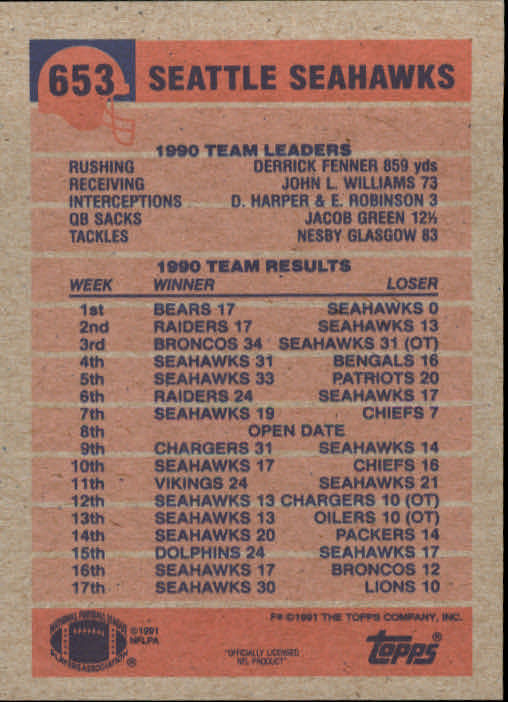 653 SEATTLE SEAHAWKS
1990 TEAM LEADERS
RUSHING DERRICK FENNER 859 yds
RECEIVING JOHN L. WILLIAMS 73
INTERCEPTIONS D. HARPER & E. ROBINSON 3
QB SACKS JACOB GREEN 12½
TACKLES NESBY GLASGOW 83
1990 TEAM RESULTS
WEEK WINNER LOSER
1st BEARS 17 SEAHAWKS 0
2nd RAIDERS 17 SEAHAWKS 13
3rd BRONCOS 34 SEAHAWKS 31 (OT)
4th SEAHAWKS 31 BENGALS 16
5th SEAHAWKS 33 PATRIOTS 20
6th RAIDERS 24 SEAHAWKS 17
7th SEAHAWKS 19 CHIEFS 7
8th OPEN DATE
9th CHARGERS 31 SEAHAWKS 14
10th SEAHAWKS 17 CHIEFS 16
11th VIKINGS 24 SEAHAWKS 21
12th SEAHAWKS 13 CHARGERS 10 (OT)
13th SEAHAWKS 13 OILERS 10 (OT)
14th SEAHAWKS 20 PACKERS 14
15th DOLPHINS 24 SEAHAWKS 17
16th SEAHAWKS 17 BRONCOS 12
17th SEAHAWKS 30 LIONS 10
F* ©1991 THE TOPPS COMPANY, INC.
NATIONAL FOOTBALL LEAGUE
PLAYERS ASSOCIATION ®
©1991
NFLPA
"OFFICIALLY LICENSED
NFL PRODUCT"
TOPPS®